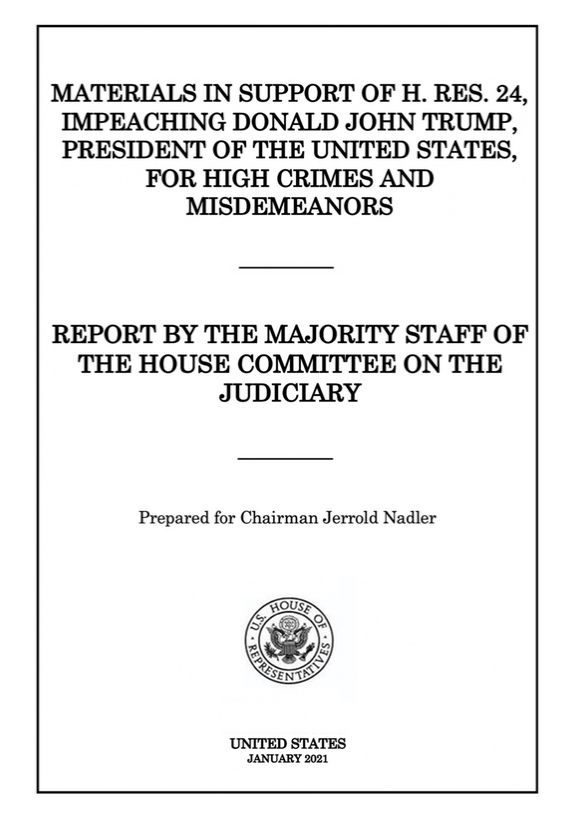 MATERIALS IN SUPPORT OF H. RES. 24,
IMPEACHING DONALD JOHN TRUMP,
PRESIDENT OF THE UNITED STATES,
FOR HIGH CRIMES AND
MISDEMEANORS
REPORT BY THE MAJORITY STAFF OF
THE HOUSE COMMITTEE ON THE
JUDICIARY
Prepared for Chairman Jerrold Nadler
U.S. HOUSE OF
REPRESENTATIVES
UNITED STATES
JANUARY 2021